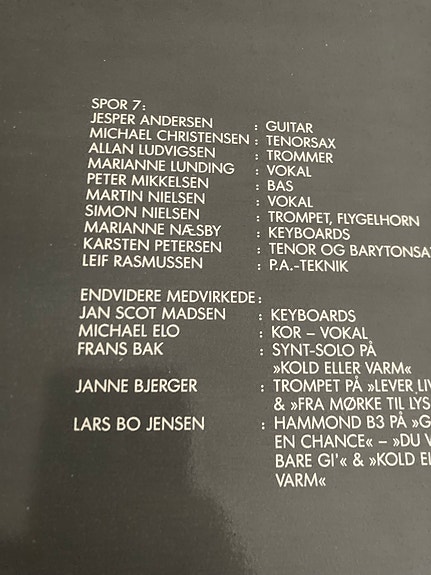 SPOR 7:
JESPER ANDERSEN : GUITAR
MICHAEL CHRISTENSEN : TENORSAX
ALLAN LUDVIGSEN : TROMMER
MARIANNE LUNDING : VOKAL
PETER MIKKELSEN : BAS
MARTIN NIELSEN : VOKAL
SIMON NIELSEN : TROMPET, FLYGELHORN
MARIANNE NÆSBY : KEYBOARDS
KARSTEN PETERSEN : TENOR OG BARYTONSA
LEIF RASMUSSEN : P.A.-TEKNIK
ENDVIDERE MEDVIRKEDE:
JAN SCOT MADSEN : KEYBOARDS
MICHAEL ELO : KOR – VOKAL
FRANS BAK : SYNT-SOLO PÅ
»KOLD ELLER VARM«
JANNE BJERGER : TROMPET PÅ »LEVER LIV
& »FRA MØRKE TIL LYS
LARS BO JENSEN : HAMMOND B3 PÅ »G
EN CHANCE« – »DU V
BARE GI'« & »KOLD EL
VARM«